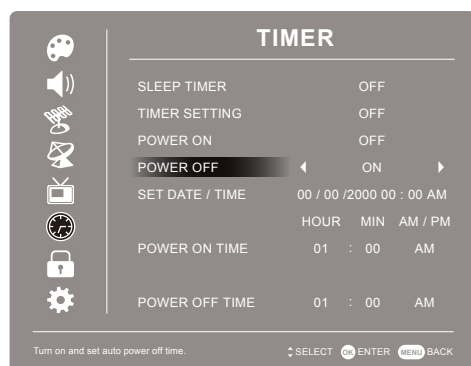 TIMER
SLEEP TIMER OFF
TIMER SETTING OFF
POWER ON OFF
POWER OFF ON
SET DATE / TIME 00 / 00 /2000 00 : 00 AM
HOUR MIN AM / PM
POWER ON TIME 01 : 00 AM
POWER OFF TIME 01 : 00 AM
Turn on and set auto power off time. SELECT OK ENTER MENU BACK